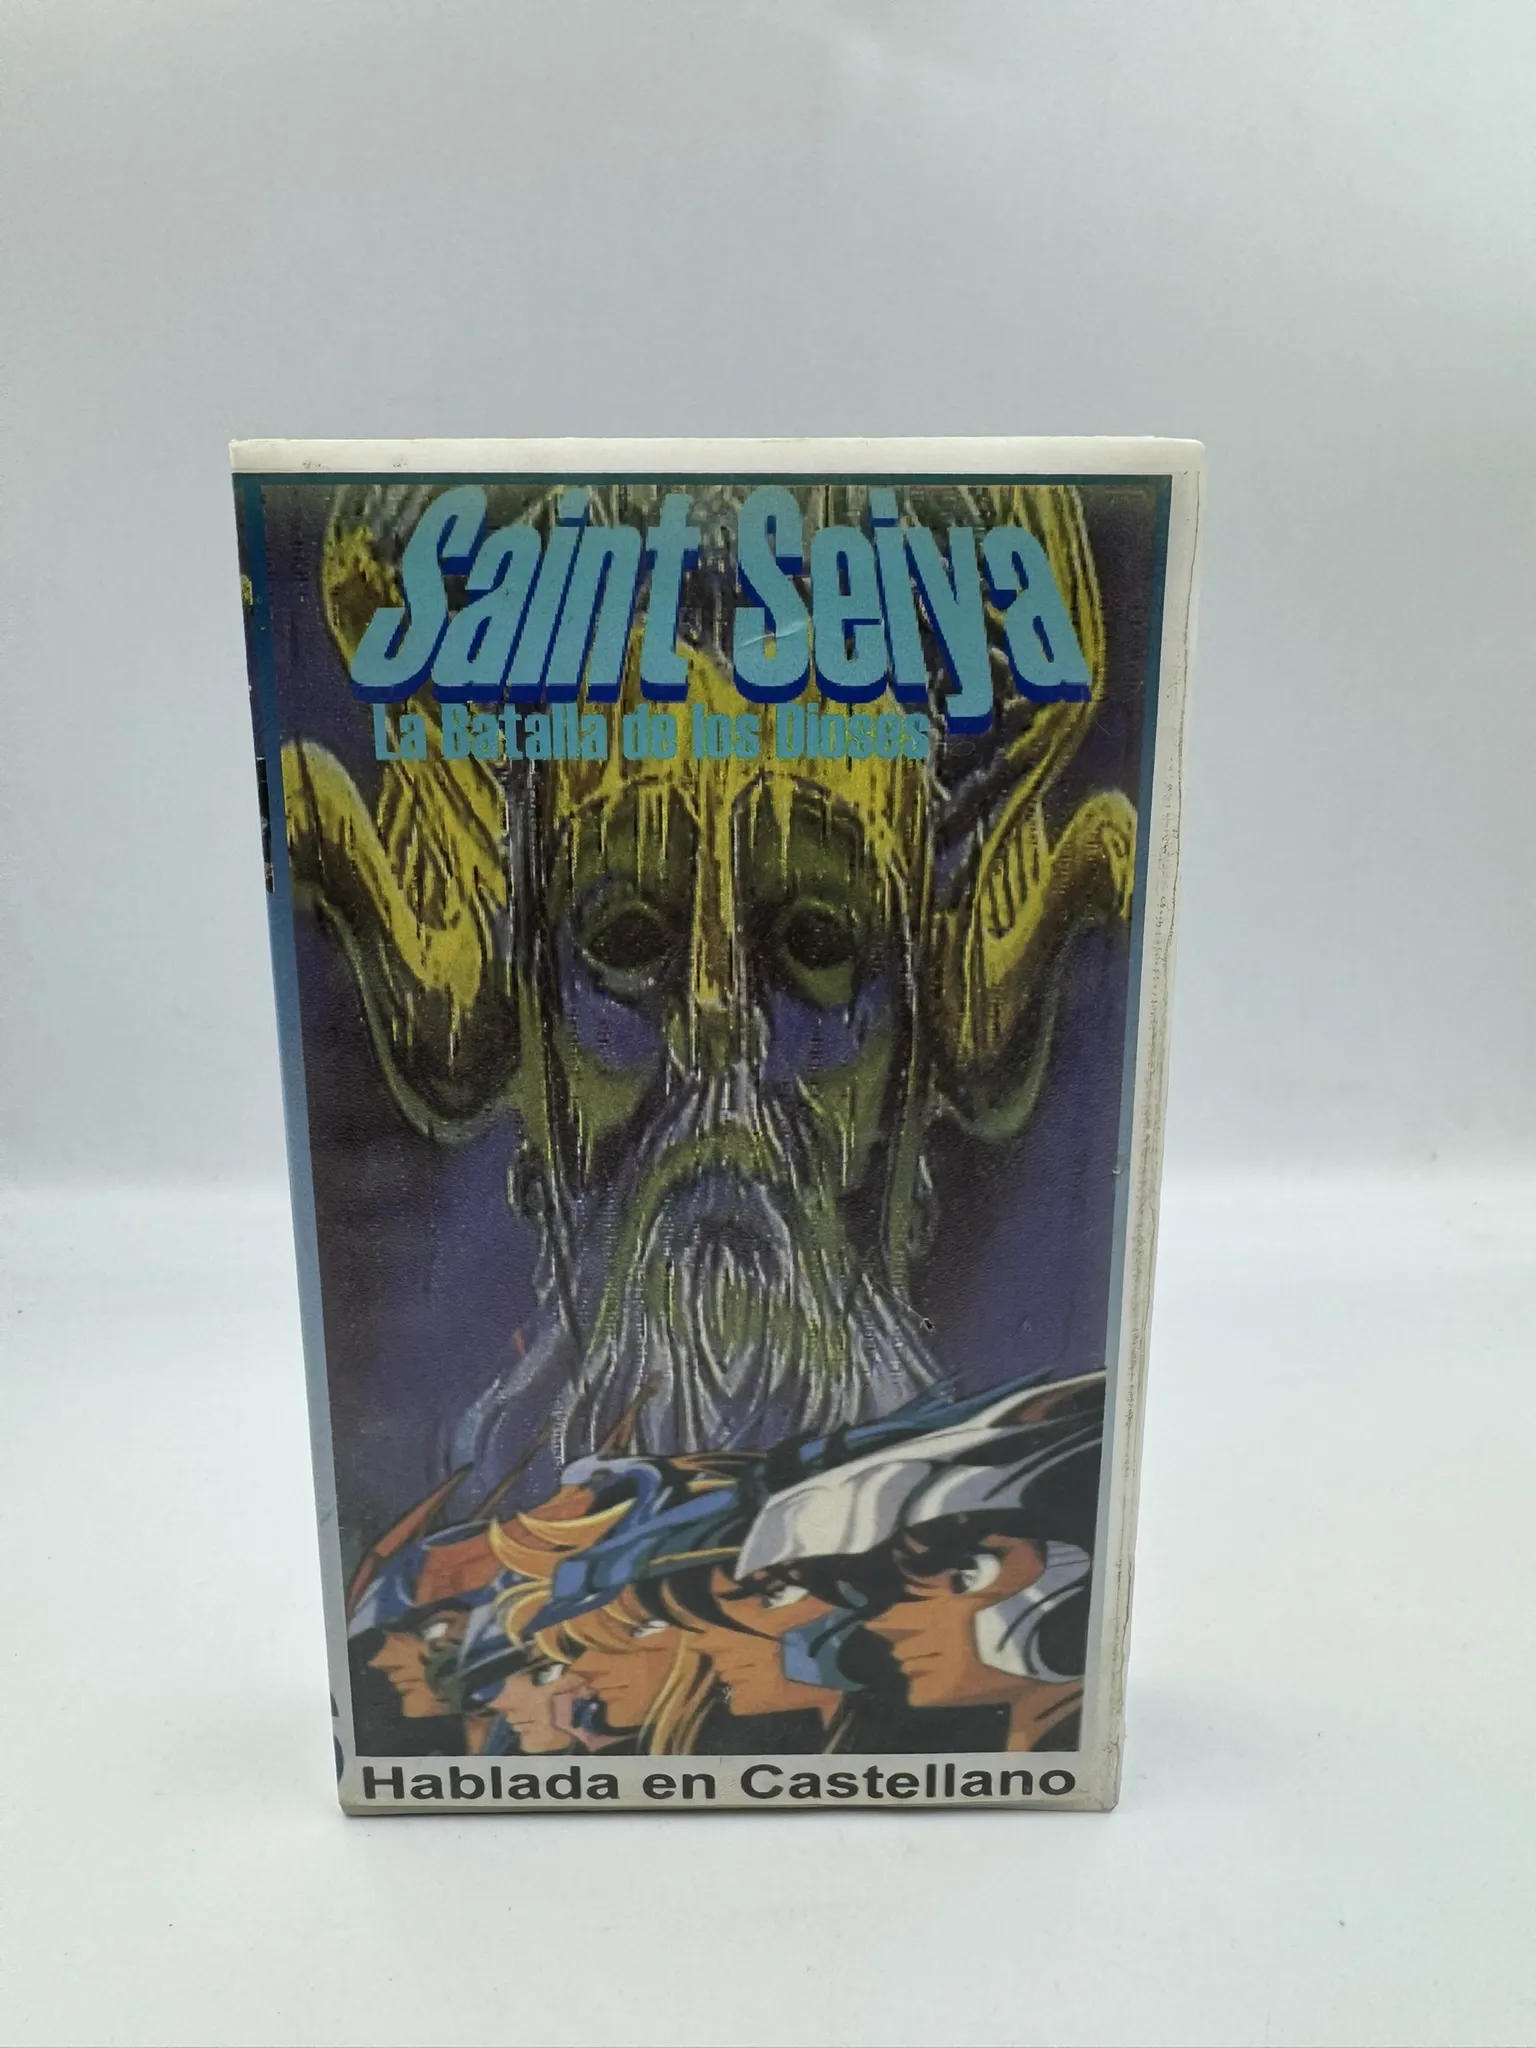 Saint Seiya
La Batalla de los Dioses
Hablada en Castellano